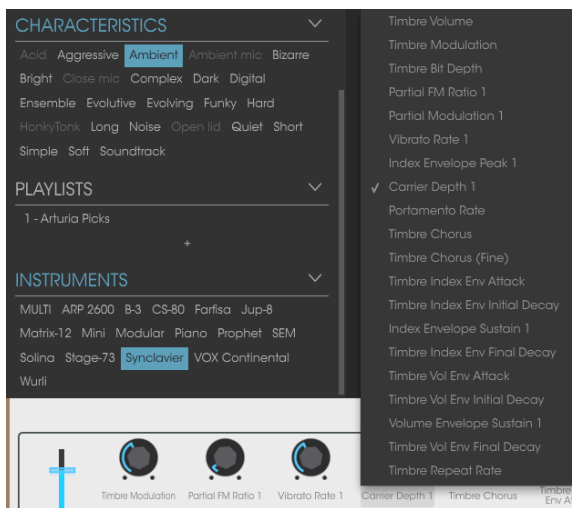 CHARACTERISTICS
Acid Aggressive Ambient Ambient mic Bizarre
Bright Close mic Complex Dark Digital
Ensemble Evolutive Evolving Funky Hard
HonkyTonk Long Noise Open lid Quiet Short
Simple Soft Soundtrack
PLAYLISTS
1 - Arturia Picks
+
INSTRUMENTS
MULTI ARP 2600 B-3 CS-80 Farfisa Jup-8
Matrix-12 Mini Modular Piano Prophet SEM
Solina Stage-73 Synclavier VOX Continental
Wurli
Timbre Volume
Timbre Modulation
Timbre Bit Depth
Partial FM Ratio 1
Partial Modulation 1
Vibrato Rate 1
Index Envelope Peak 1
✓ Carrier Depth 1
Portamento Rate
Timbre Chorus
Timbre Chorus (Fine)
Timbre Index Env Attack
Timbre Index Env Initial Decay
Index Envelope Sustain 1
Timbre Index Env Final Decay
Timbre Vol Env Attack
Timbre Vol Env Initial Decay
Volume Envelope Sustain 1
Timbre Vol Env Final Decay
Timbre Repeat Rate
Timbre Modulation Partial FM Ratio 1 Vibrato Rate 1 Carrier Depth 1 Timbre Chorus Timbre
Env